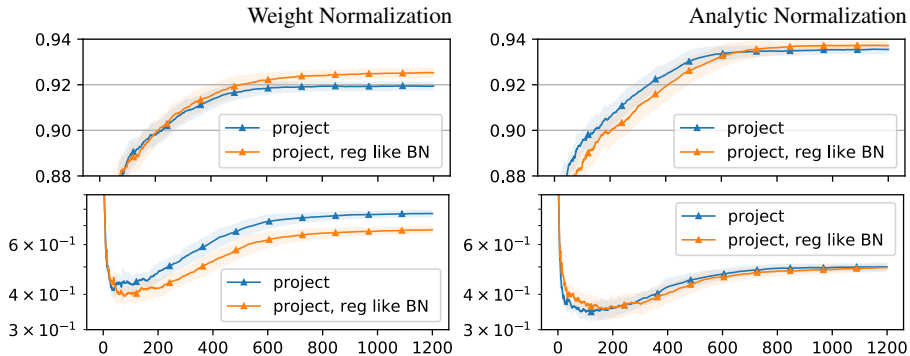 Weight Normalization
Analytic Normalization
0.94
0.92
0.90
0.88
project
project, reg like BN
0.94
0.92
0.90
0.88
project
project, reg like BN
6 × 10⁻¹
4 × 10⁻¹
3 × 10⁻¹
project
project, reg like BN
0 200 400 600 800 1000 1200
6 × 10⁻¹
4 × 10⁻¹
3 × 10⁻¹
project
project, reg like BN
0 200 400 600 800 1000 1200